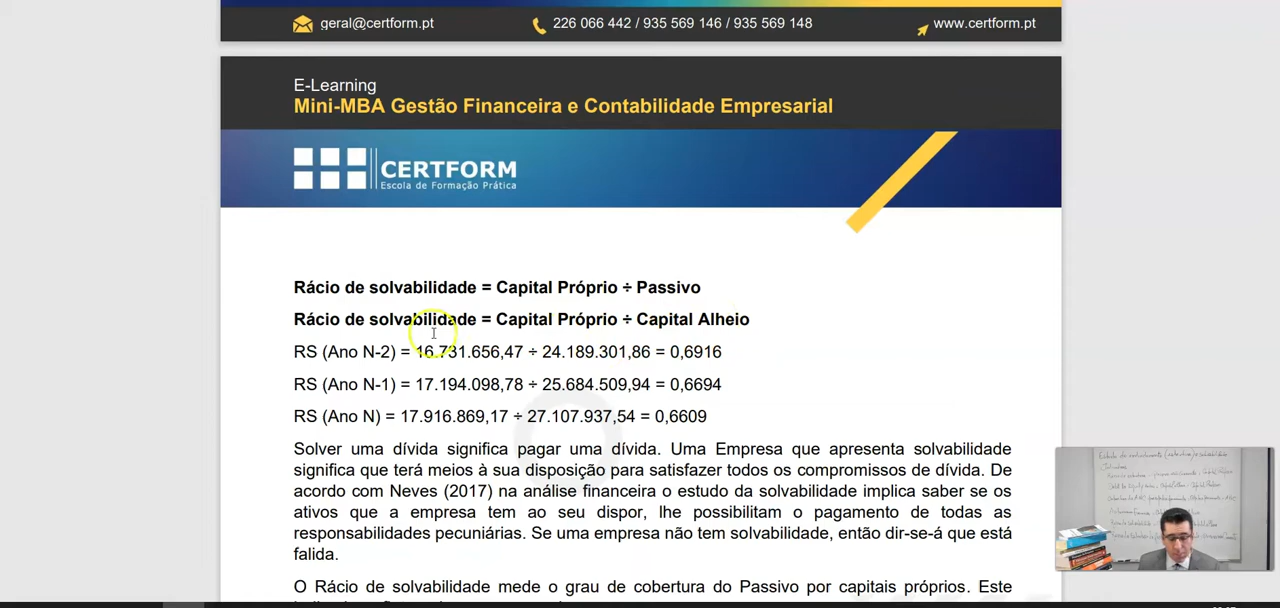 geral@certform.pt 226 066 442 / 935 569 146 / 935 569 148 www.certform.pt
E-Learning
Mini-MBA Gestão Financeira e Contabilidade Empresarial
CERTFORM
Escola de Formação Prática
Rácio de solvabilidade = Capital Próprio ÷ Passivo
Rácio de solvabilidade = Capital Próprio ÷ Capital Alheio
RS (Ano N-2) = 16.731.656,47 ÷ 24.189.301,86 = 0,6916
RS (Ano N-1) = 17.194.098,78 ÷ 25.684.509,94 = 0,6694
RS (Ano N) = 17.916.869,17 ÷ 27.107.937,54 = 0,6609
Solver uma dívida significa pagar uma dívida. Uma Empresa que apresenta solvabilidade
significa que terá meios à sua disposição para satisfazer todos os compromissos de dívida. De
acordo com Neves (2017) na análise financeira o estudo da solvabilidade implica saber se os
ativos que a empresa tem ao seu dispor, lhe possibilitam o pagamento de todas as
responsabilidades pecuniárias. Se uma empresa não tem solvabilidade, então dir-se-á que está
falida.
O Rácio de solvabilidade mede o grau de cobertura do Passivo por capitais próprios. Este